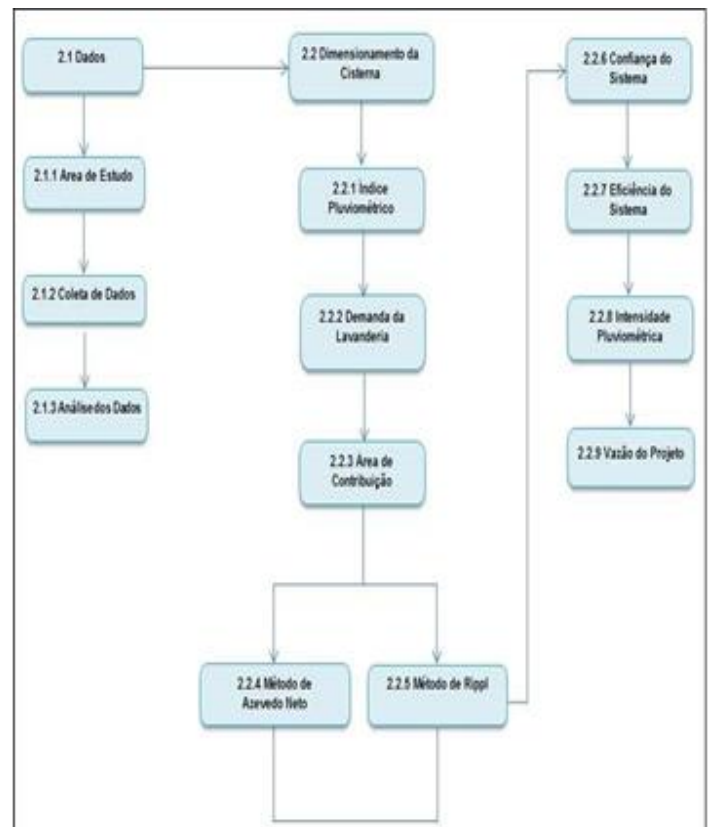 2.1 Dados
2.1.1 Area de Estudo
2.1.2 Coleta de Dados
2.1.3 Análisedos Dados
2.2 Dimensionamento da
Cisterna
2.2.1 Indice
Pluviométrico
2.2.2 Demanda da
Lavanderia
2.2.3 Area de
Contribuição
2.2.4 Método de
Azevedo Neto
2.2.5 Método de Rippl
2.2.6 Confiança do
Sistema
2.2.7 Eficiência do
Sistema
2.2.8 Intensidade
Pluviométrica
2.2.9 Vazão do Projeto